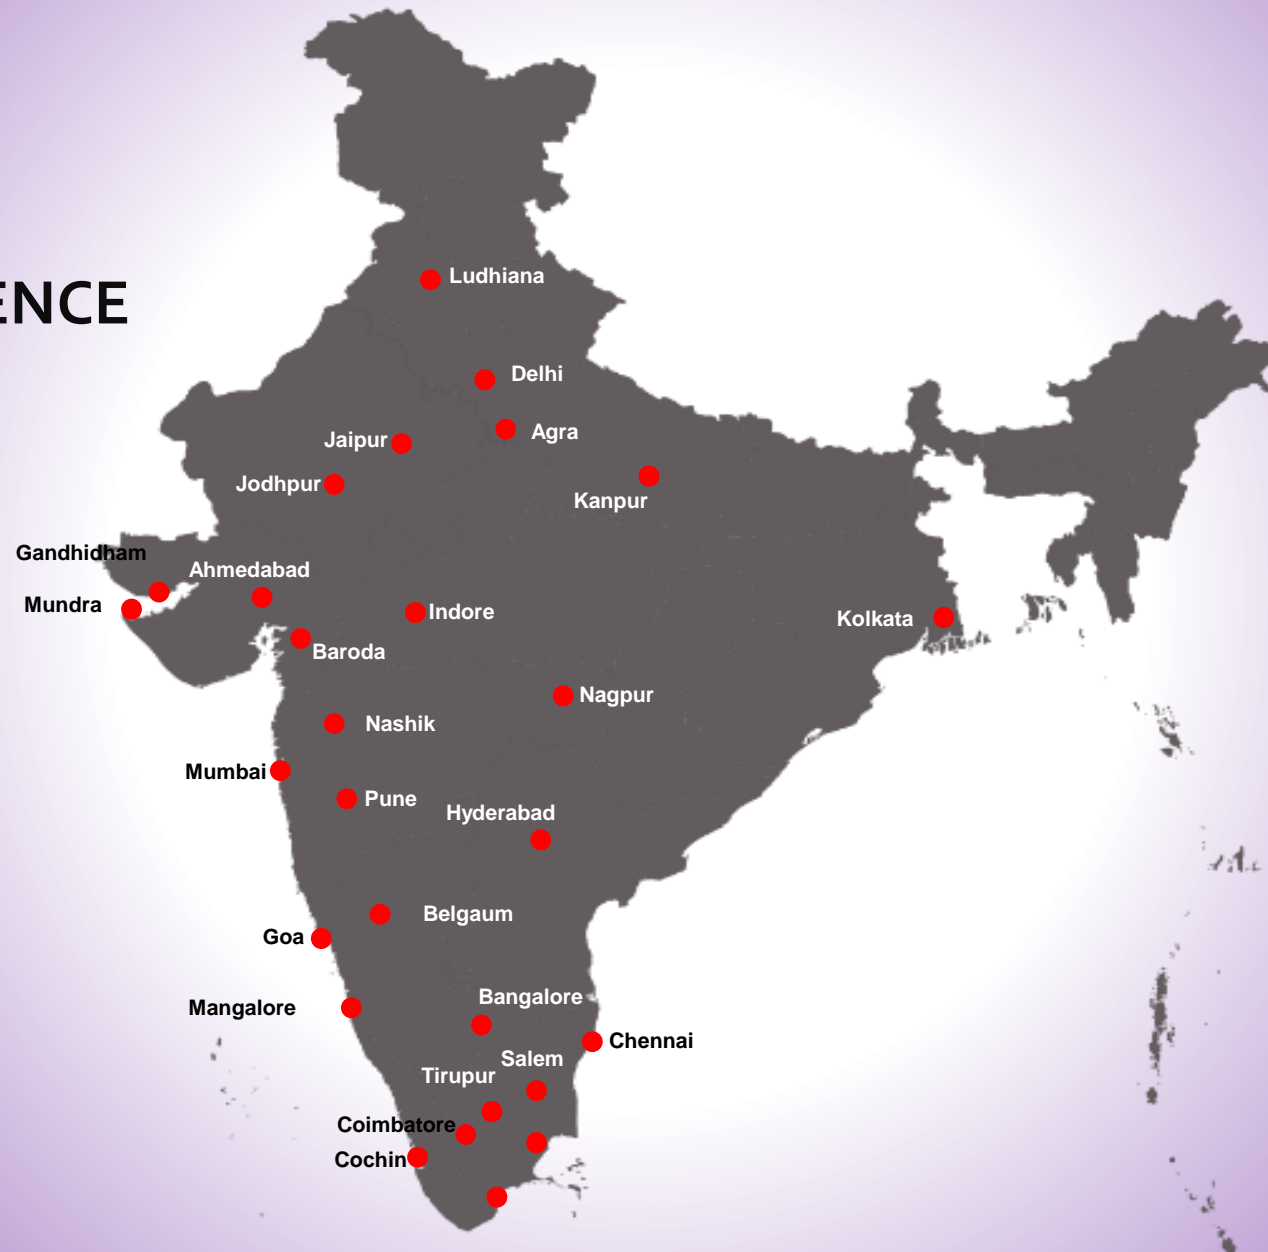 Ludhiana
ENCE
Delhi
Agra
Jaipur
Jodhpur
Kanpur
Gandhidham
Ahmedabad
Mundra
Indore
Kolkata
Baroda
Nagpur
Nashik
Mumbai
Pune
Hyderabad
Belgaum
Goa
Bangalore
Mangalore
Chennai
Salem
Tirupur
Coimbatore
Cochin